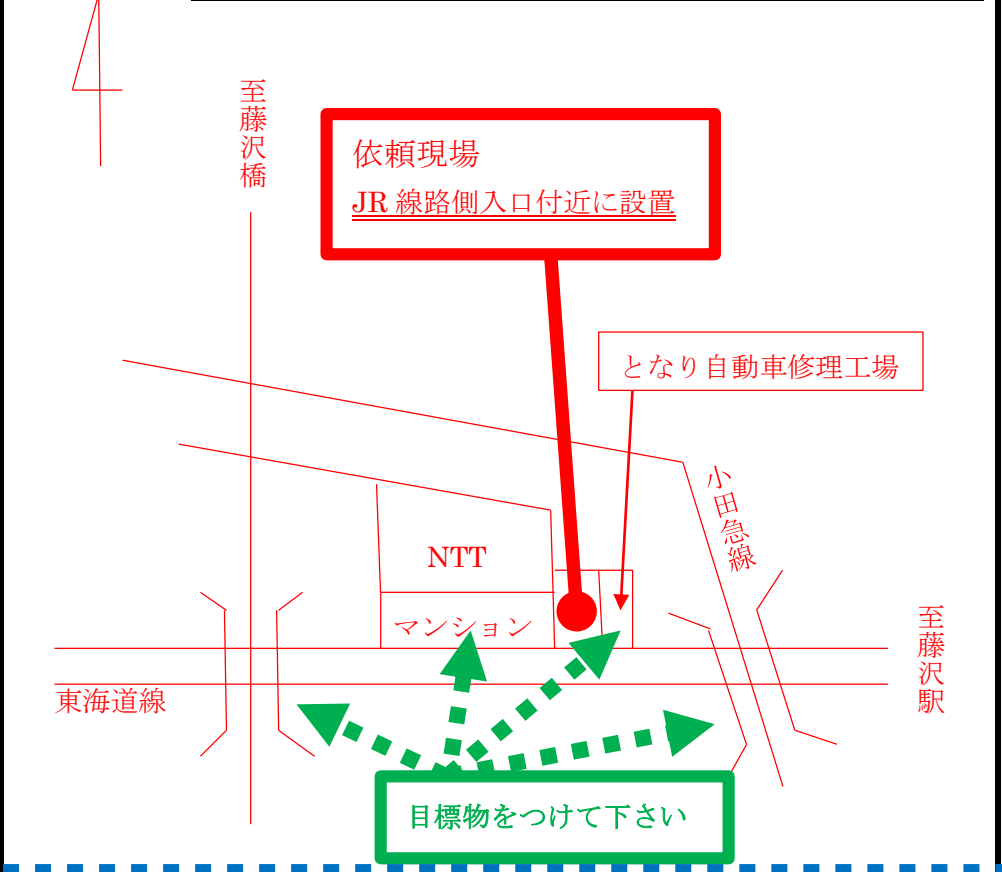 至藤沢橋
依頼現場
JR 線路側入口付近に設置
となり自動車修理工場
小田急線
NTT
マンション
至藤沢駅
東海道線
目標物をつけて下さい